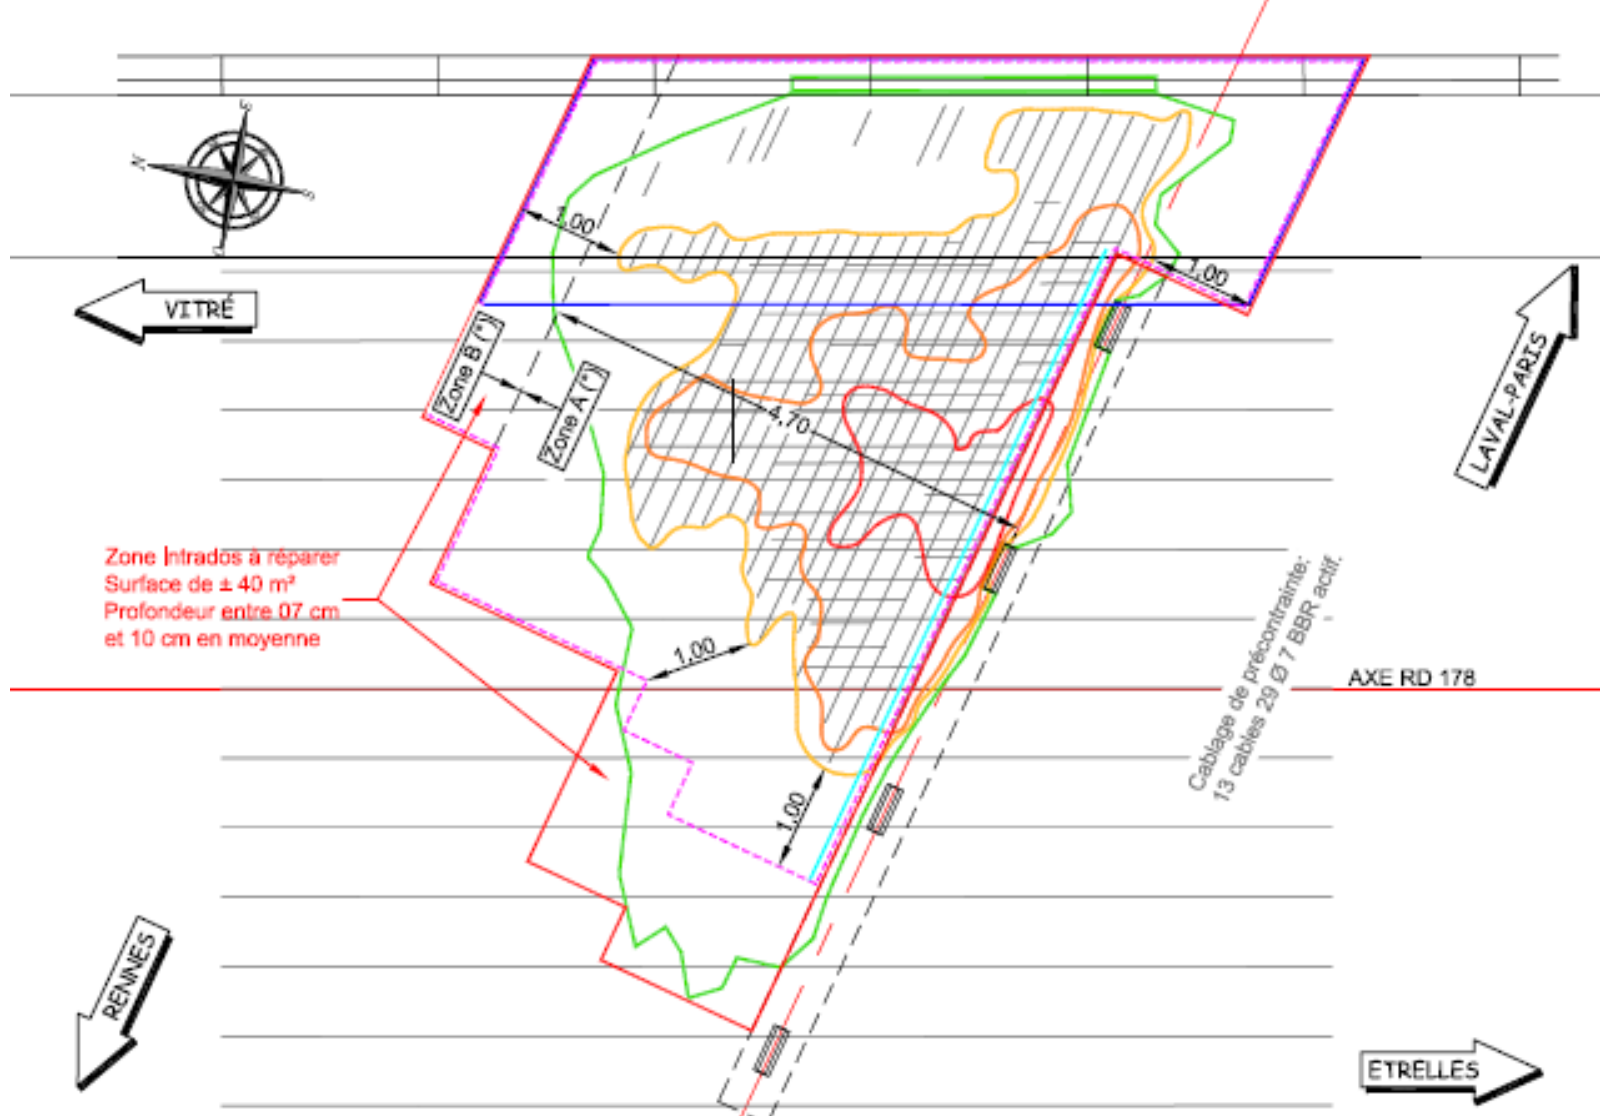 E
N
S
O
1,00
1,00
VITRÉ
Zone B (*)
Zone A (*)
4,70
LAVAL-PARIS
Zone Intrados à réparer
Surface de ± 40 m²
Profondeur entre 07 cm
et 10 cm en moyenne
1,00
Cablage de précontrainte:
13 cables 29 Ø 7 BBR actif.
AXE RD 178
1,00
RENNES
ETRELLES